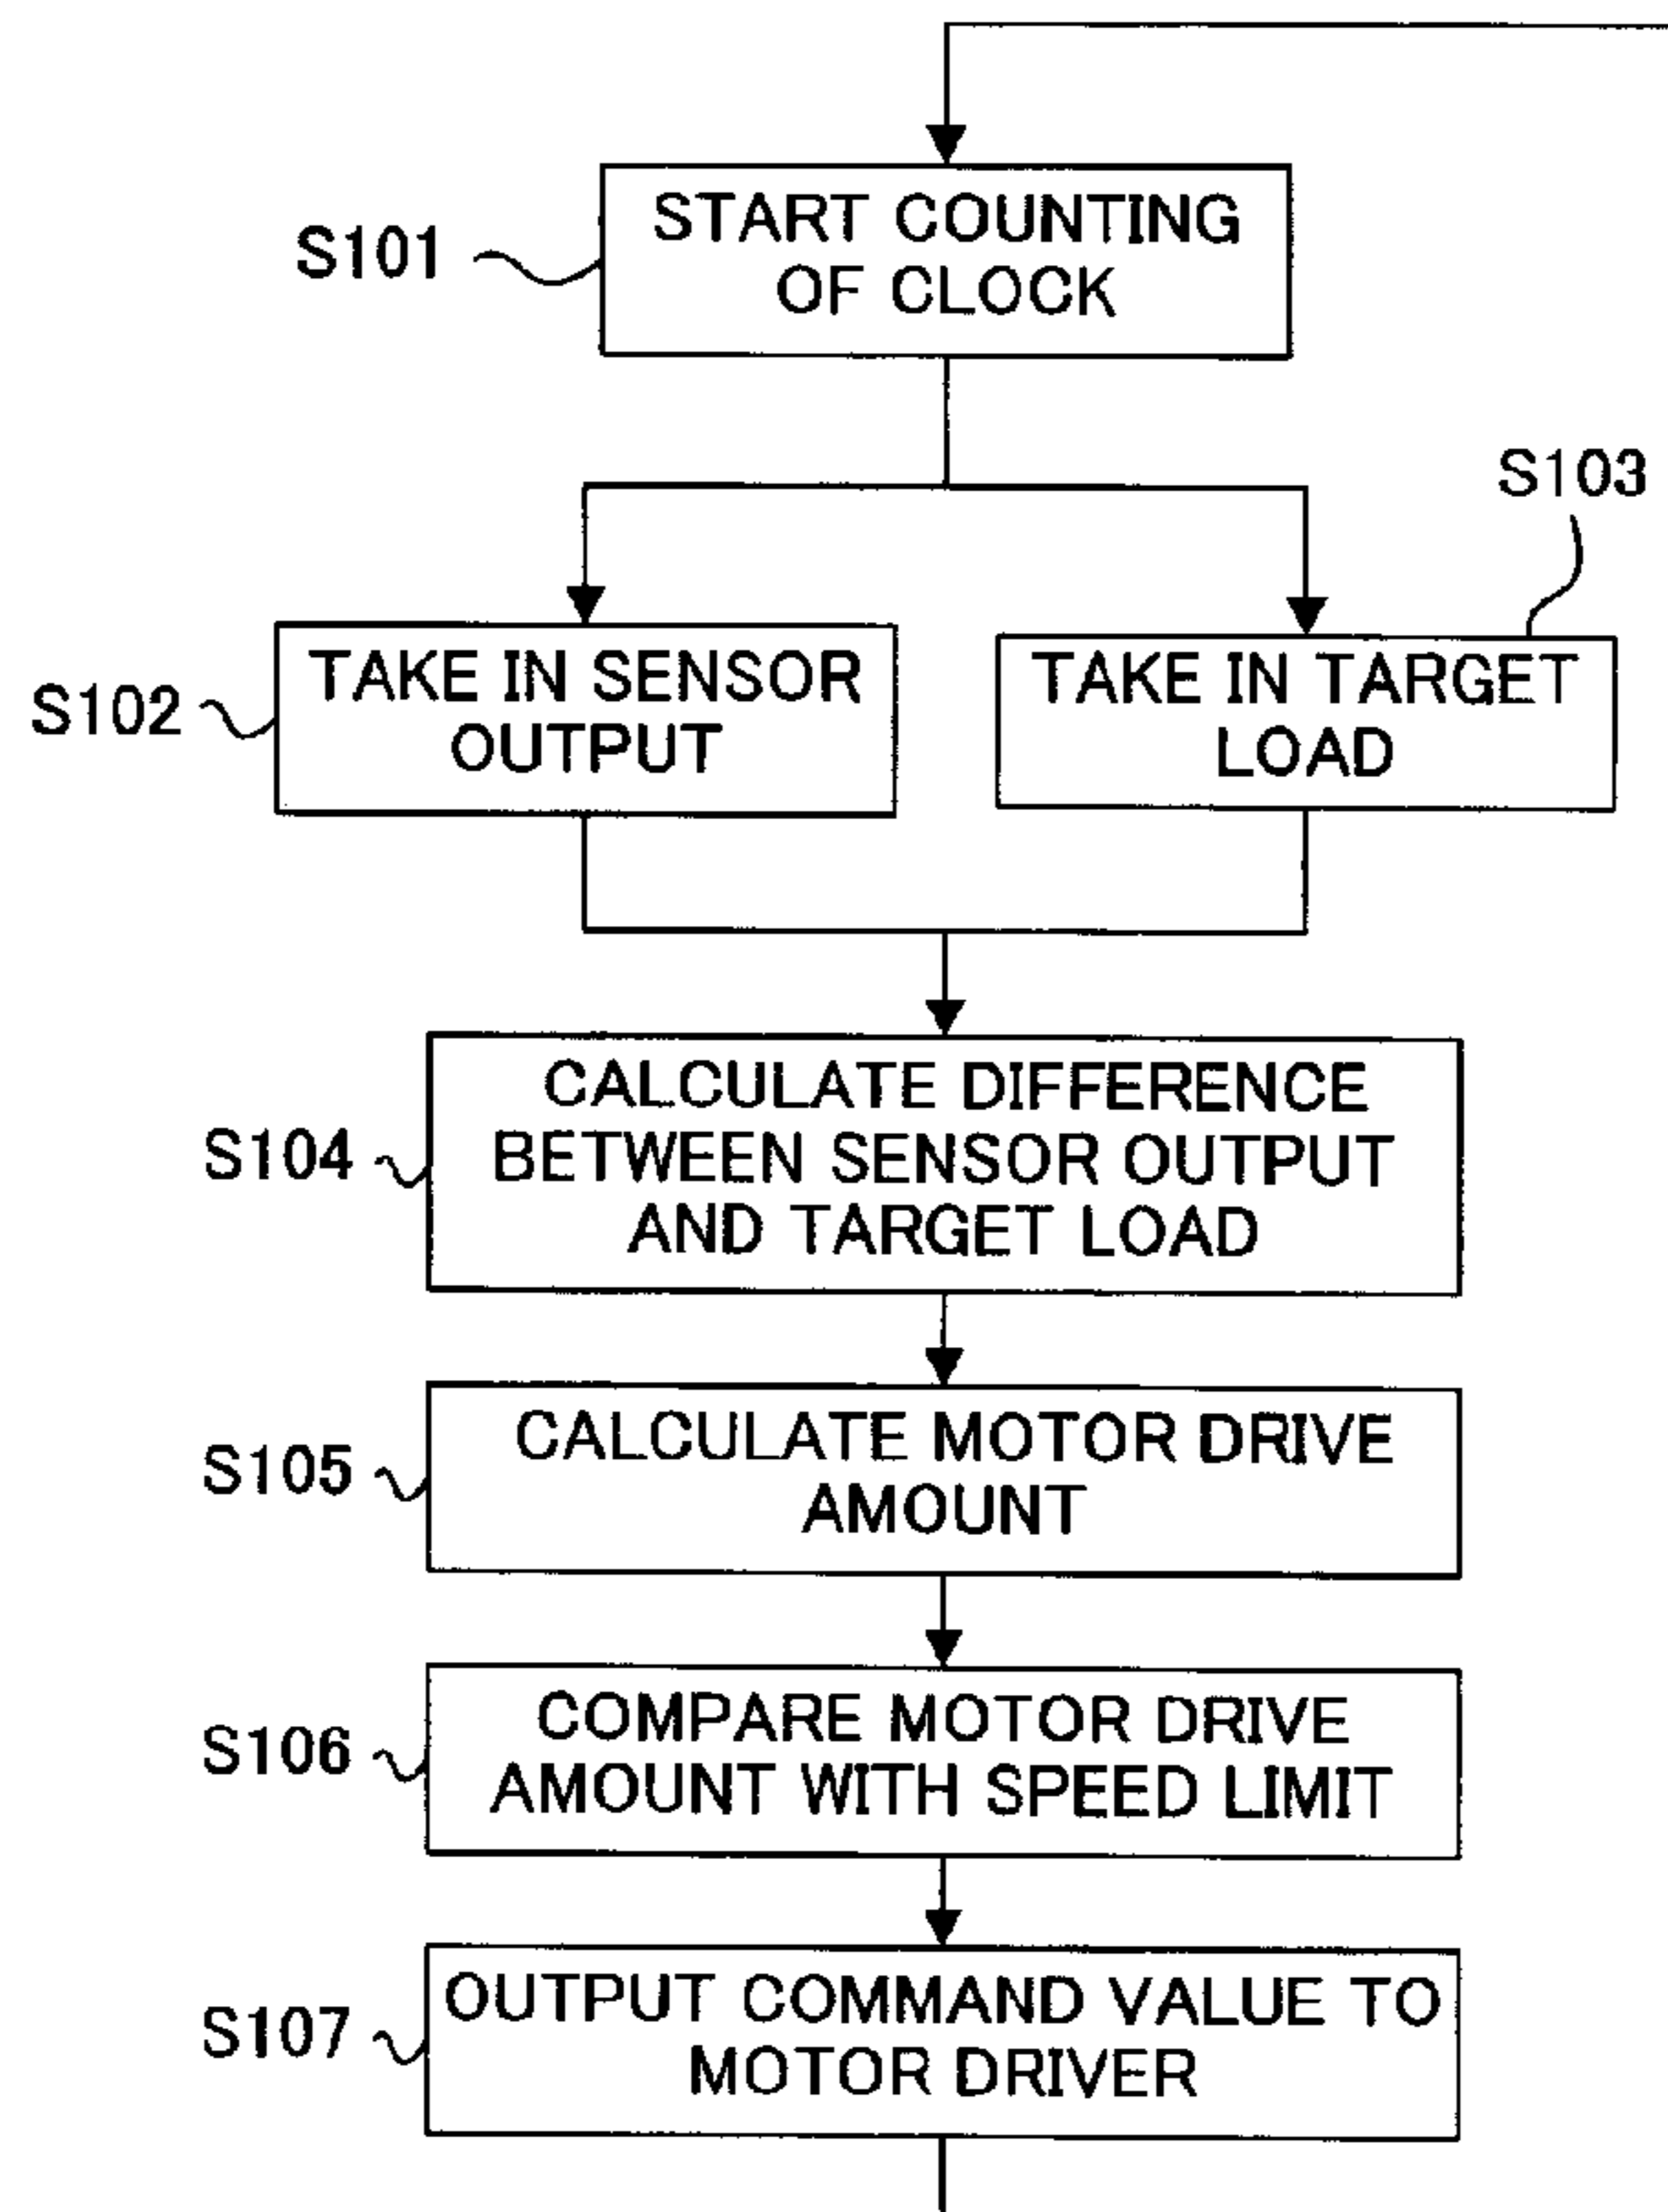 S101
START COUNTING
OF CLOCK
S103
S102
TAKE IN SENSOR
OUTPUT
TAKE IN TARGET
LOAD
S104
CALCULATE DIFFERENCE
BETWEEN SENSOR OUTPUT
AND TARGET LOAD
S105
CALCULATE MOTOR DRIVE
AMOUNT
S106
COMPARE MOTOR DRIVE
AMOUNT WITH SPEED LIMIT
S107
OUTPUT COMMAND VALUE TO
MOTOR DRIVER